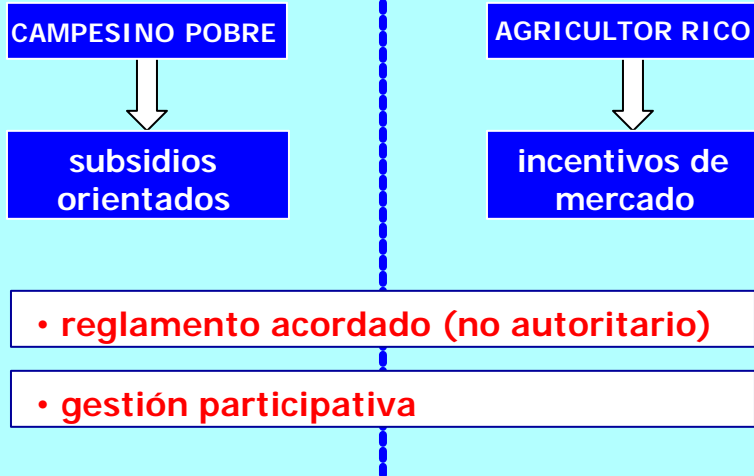 CAMPESINO POBRE
AGRICULTOR RICO
subsidios
orientados
incentivos de
mercado
• reglamento acordado (no autoritario)
• gestión participativa